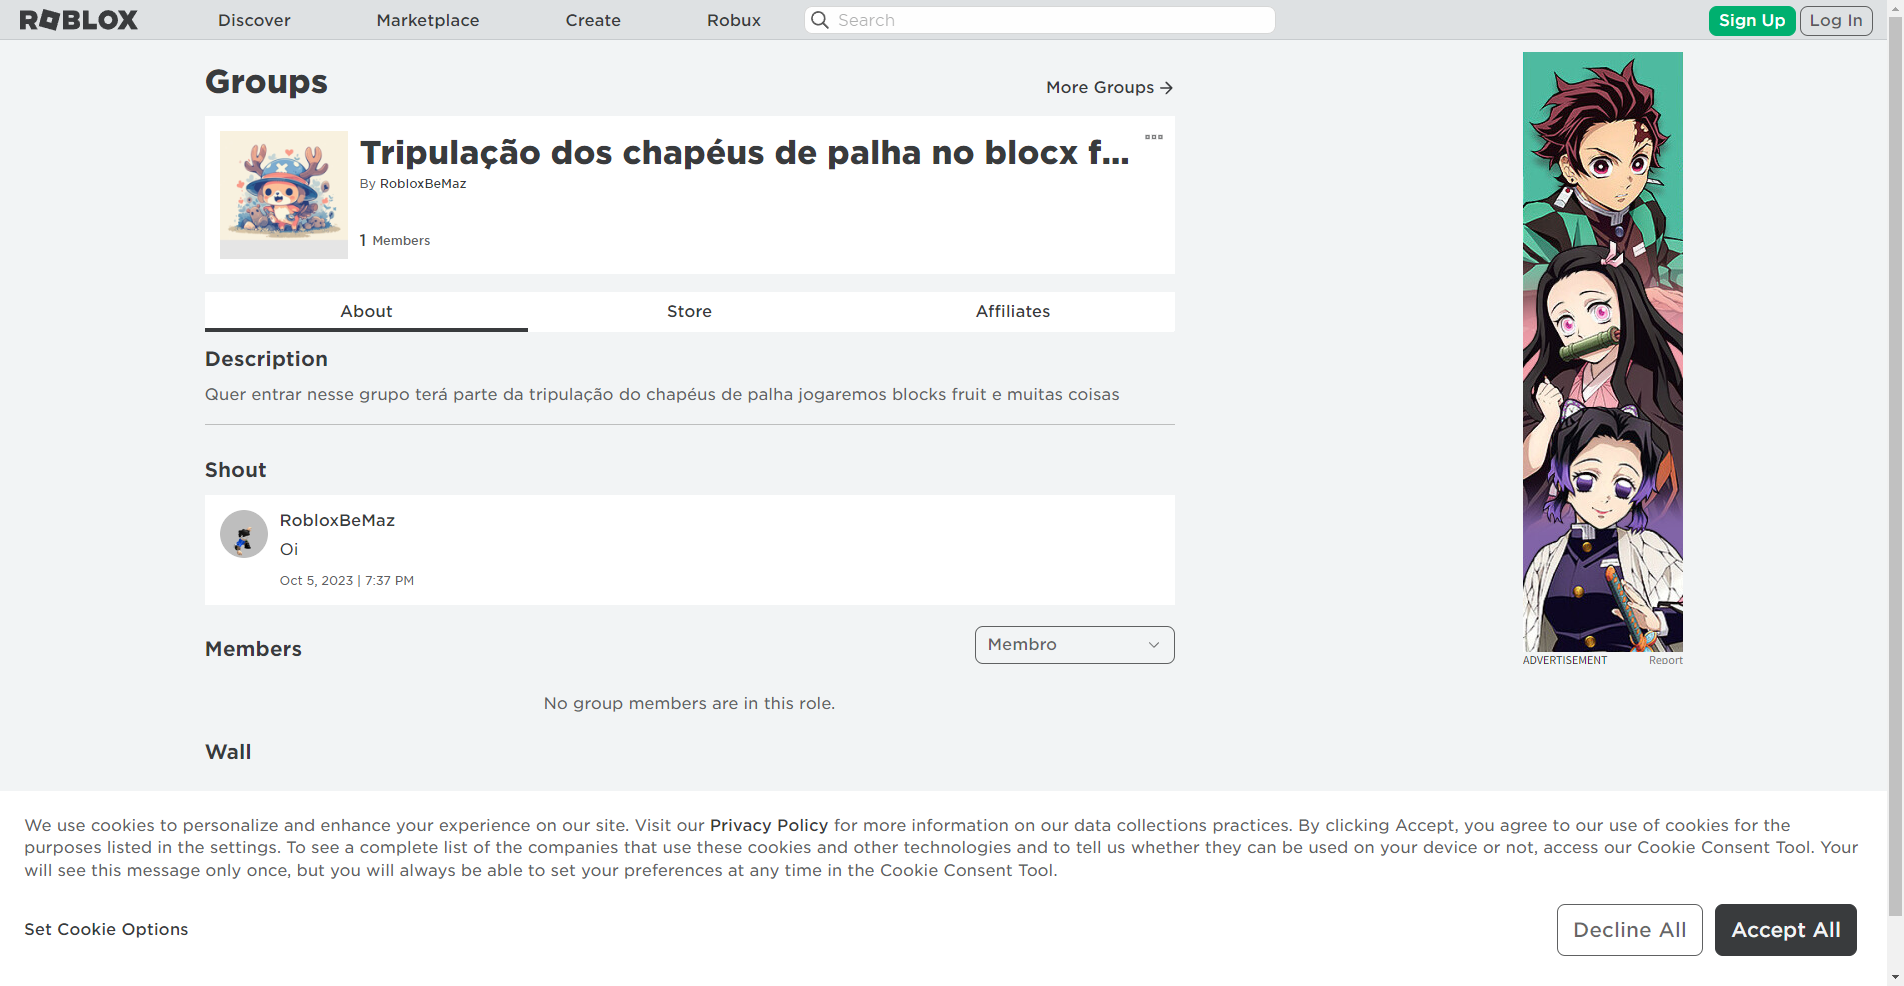 ROBLOX
Discover
Marketplace
Create
Robux
Search
Sign Up
Log In
Groups
More Groups
Tripulação dos chapéus de palha no blocx f...
By RobloxBeMaz
1 Members
About
Store
Affiliates
Description
Quer entrar nesse grupo terá parte da tripulação do chapéus de palha jogaremos blocks fruit e muitas coisas
Shout
RobloxBeMaz
Oi
Oct 5, 2023 | 7:37 PM
Members
Membro
No group members are in this role.
Wall
ADVERTISEMENT
Report
We use cookies to personalize and enhance your experience on our site. Visit our Privacy Policy for more information on our data collections practices. By clicking Accept, you agree to our use of cookies for the
purposes listed in the settings. To see a complete list of the companies that use these cookies and other technologies and to tell us whether they can be used on your device or not, access our Cookie Consent Tool. Your
will see this message only once, but you will always be able to set your preferences at any time in the Cookie Consent Tool.
Set Cookie Options
Decline All
Accept All